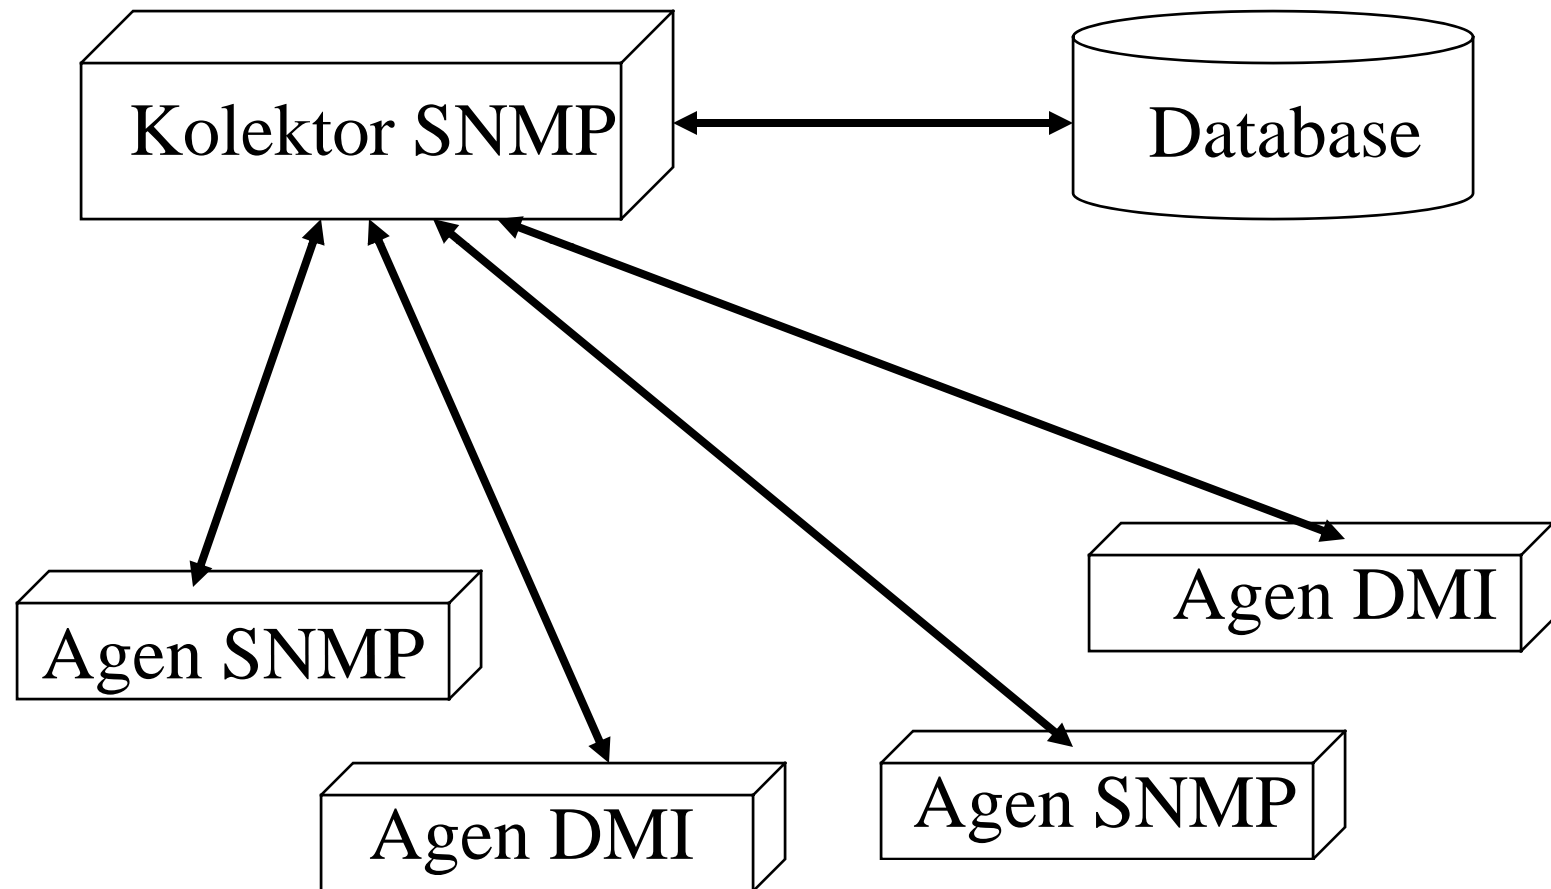 Kolektor SNMP
Database
Agen DMI
Agen SNMP
Agen SNMP
Agen DMI